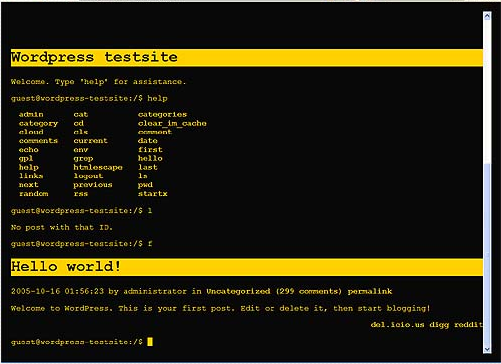 Wordpress testsite
Welcome. Type 'help' for assistance.
guest@wordpress-testsite:/$ help
admin cat categories
category cd clear_im_cache
cloud cls comment
comments current date
echo env first
gpl grep hello
help htmlescape last
links logout ls
next previous pwd
random rss startx
guest@wordpress-testsite:/$ l
No post with that ID.
guest@wordpress-testsite:/$ f
Hello world!
2005-10-16 01:56:23 by administrator in Uncategorized (299 comments) permalink
Welcome to WordPress. This is your first post. Edit or delete it, then start blogging!
del.icio.us digg reddit
guest@wordpress-testsite:/$